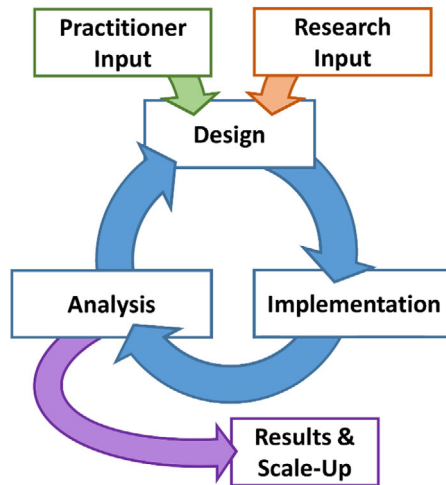 Practitioner
Input
Research
Input
Design
Analysis
Implementation
Results &
Scale-Up